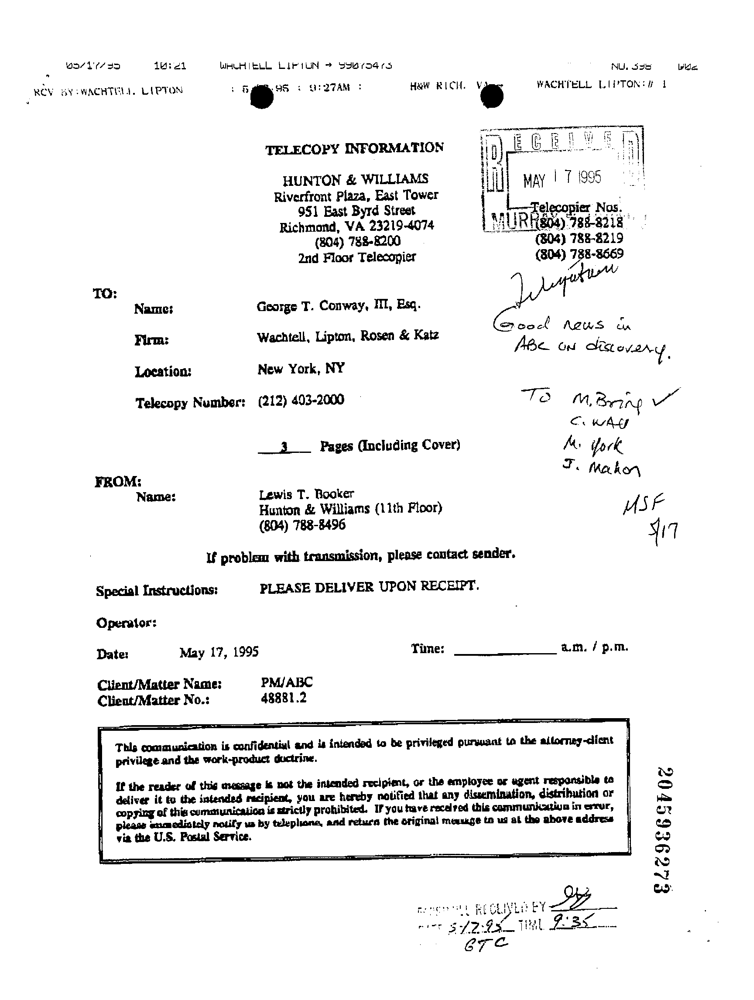 05/17/95 10:21 WACHTELL LIPTON → 99075473 NO. 398 002
RCV BY:WACHTELL LIPTON : 5 95 : 9:27AM : H&W RICH. VA WACHTELL LIPTON:# 1
TELECOPY INFORMATION
RECEIVED
MAY 17 1995
HUNTON & WILLIAMS
Riverfront Plaza, East Tower
951 East Byrd Street
Richmond, VA 23219-4074
(804) 788-8200
2nd Floor Telecopier
Telecopier Nos.
(804) 788-8218
(804) 788-8219
(804) 788-8669
Good news in
ABC on discovery.
TO:
Name: George T. Conway, III, Esq.
Firm: Wachtell, Lipton, Rosen & Katz
Location: New York, NY
Telecopy Number: (212) 403-2000
To M. Bring ✓
C. Wall
M. York
J. Mahon
3 Pages (Including Cover)
FROM:
Name: Lewis T. Booker
Hunton & Williams (11th Floor)
(804) 788-8496
MSF
5/17
If problem with transmission, please contact sender.
Special Instructions: PLEASE DELIVER UPON RECEIPT.
Operator:
Date: May 17, 1995 Time: a.m. / p.m.
Client/Matter Name: PM/ABC
Client/Matter No.: 48881.2
This communication is confidential and is intended to be privileged pursuant to the attorney-client
privilege and the work-product doctrine.
If the reader of this message is not the intended recipient, or the employee or agent responsible to
deliver it to the intended recipient, you are hereby notified that any dissemination, distribution or
copying of this communication is strictly prohibited. If you have received this communication in error,
please immediately notify us by telephone, and return the original message to us at the above address
via the U.S. Postal Service.
2045936273
RECEIVED BY
DATE 5-17-95 TIME 9:35
GTC